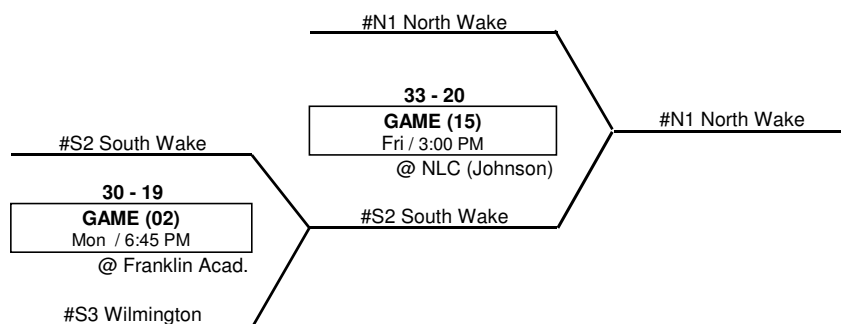 #N1 North Wake
33 - 20
GAME (15)
Fri / 3:00 PM
@ NLC (Johnson)
#N1 North Wake
#S2 South Wake
30 - 19
GAME (02)
Mon / 6:45 PM
@ Franklin Acad.
#S2 South Wake
#S3 Wilmington